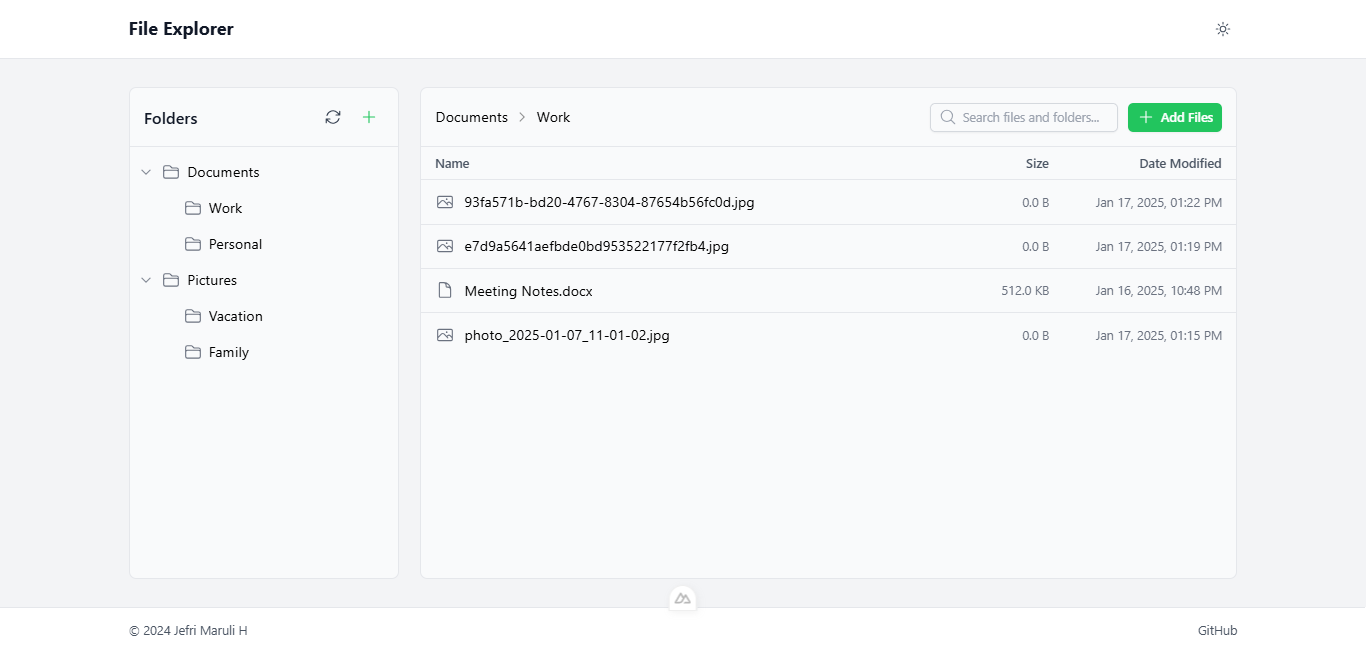 File Explorer
Folders
Documents
Work
Personal
Pictures
Vacation
Family
Documents > Work
Search files and folders...
Add Files
Name Size Date Modified
93fa571b-bd20-4767-8304-87654b56fc0d.jpg 0.0 B Jan 17, 2025, 01:22 PM
e7d9a5641aefbde0bd953522177f2fb4.jpg 0.0 B Jan 17, 2025, 01:19 PM
Meeting Notes.docx 512.0 KB Jan 16, 2025, 10:48 PM
photo_2025-01-07_11-01-02.jpg 0.0 B Jan 17, 2025, 01:15 PM
© 2024 Jefri Maruli H
GitHub